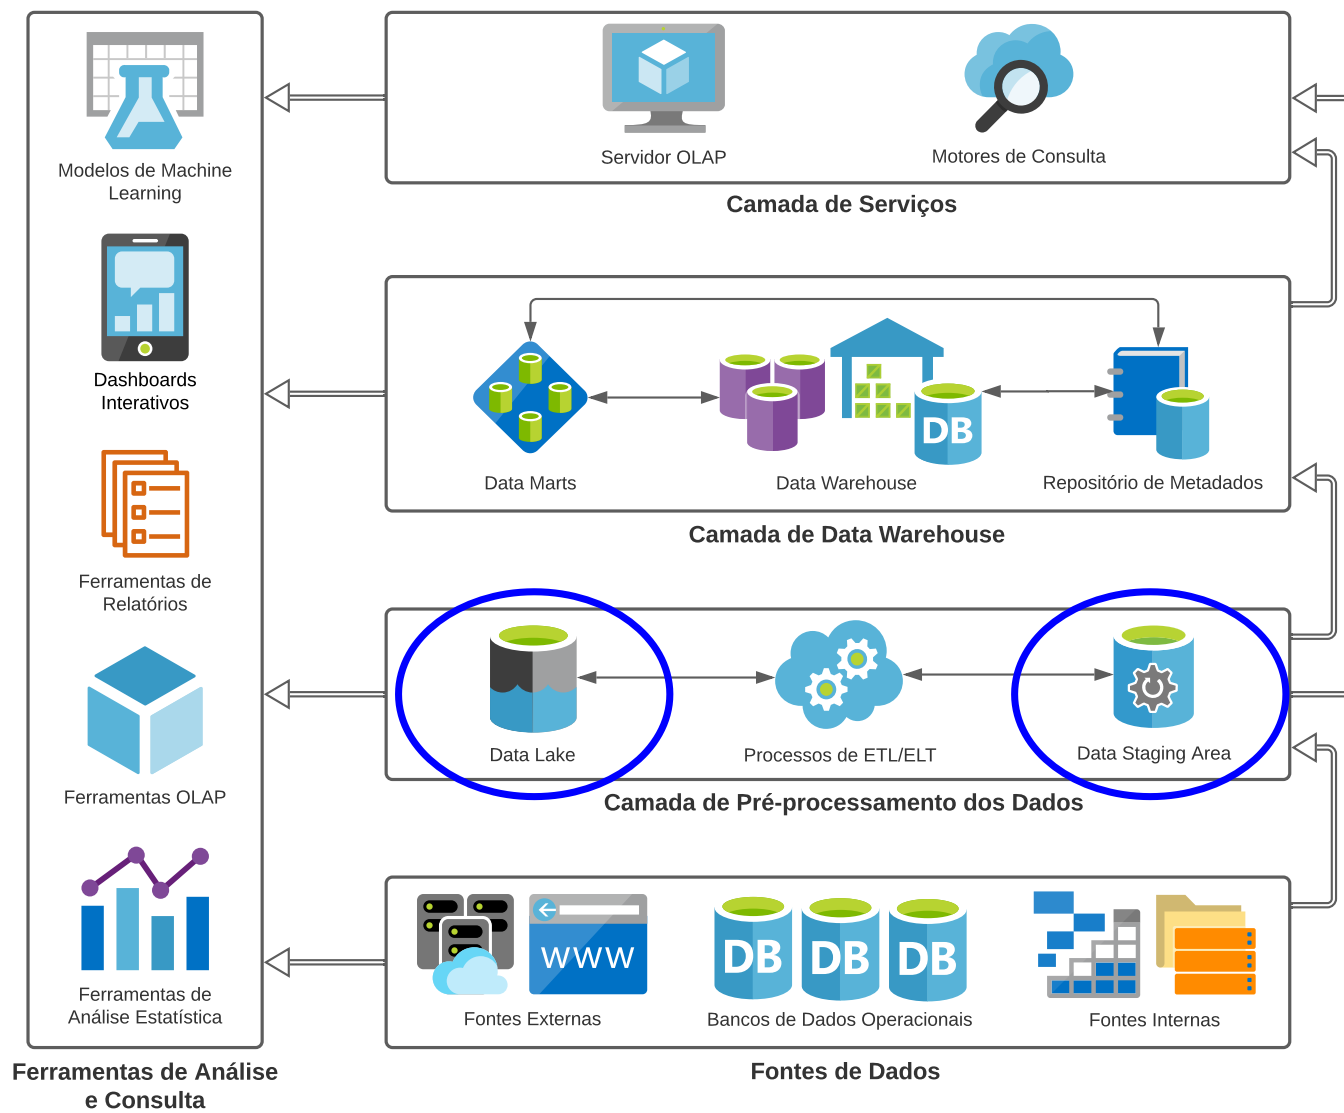 Modelos de Machine
Learning
Dashboards
Interativos
Ferramentas de
Relatórios
Ferramentas OLAP
Ferramentas de
Análise Estatística
Ferramentas de Análise
e Consulta
Servidor OLAP
Motores de Consulta
Camada de Serviços
DB
Data Marts
Data Warehouse
Repositório de Metadados
Camada de Data Warehouse
Data Lake
Processos de ETL/ELT
Data Staging Area
Camada de Pré-processamento dos Dados
WWW
DB
DB
DB
Fontes Externas
Bancos de Dados Operacionais
Fontes Internas
Fontes de Dados